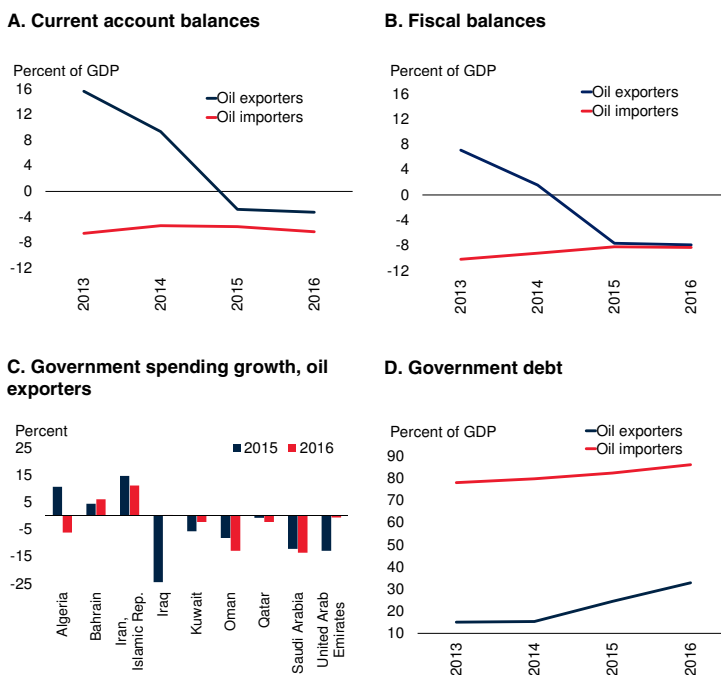 A. Current account balances
Percent of GDP
Oil exporters
Oil importers
16
12
8
4
0
-4
-8
-12
2013
2014
2015
2016
B. Fiscal balances
Percent of GDP
Oil exporters
Oil importers
16
12
8
4
0
-4
-8
-12
2013
2014
2015
2016
C. Government spending growth, oil
exporters
Percent
2015
2016
25
15
5
-5
-15
-25
Algeria
Bahrain
Iran,
Islamic Rep.
Iraq
Kuwait
Oman
Qatar
Saudi Arabia
United Arab
Emirates
D. Government debt
Percent of GDP
Oil exporters
Oil importers
90
80
70
60
50
40
30
20
10
2013
2014
2015
2016